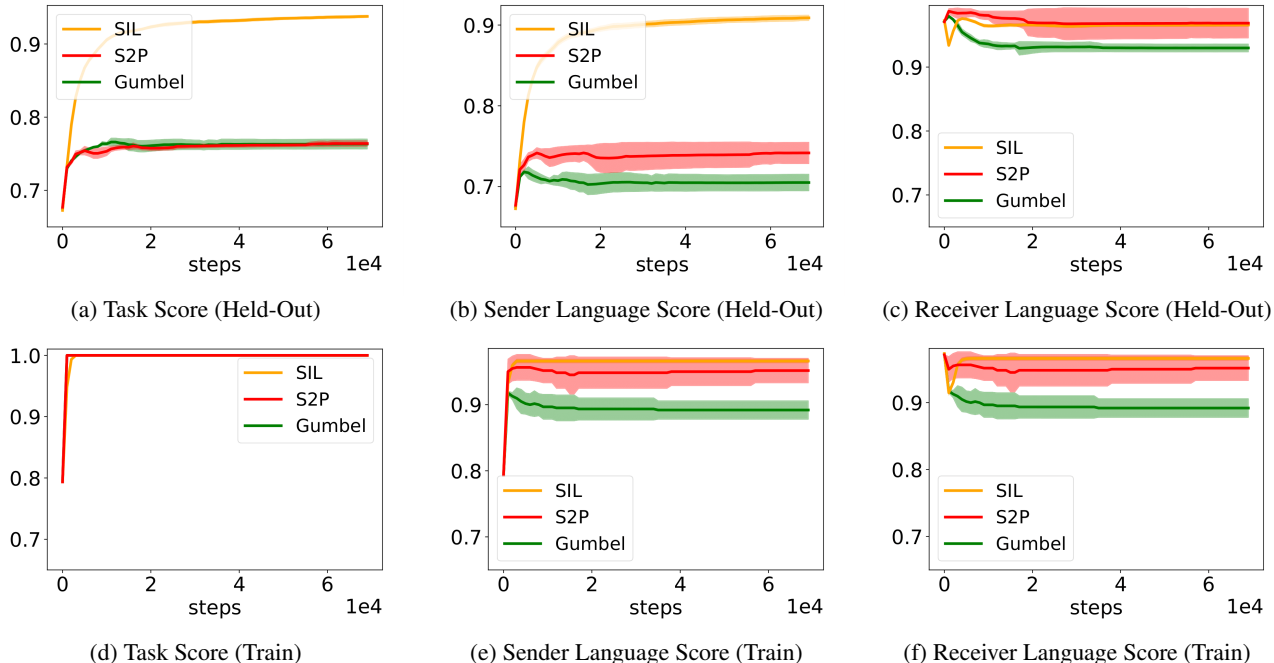 0.9
0.8
0.7
SIL
S2P
Gumbel
0 2 4 6
steps 1e4
(a) Task Score (Held-Out)
0.9
0.8
0.7
SIL
S2P
Gumbel
0 2 4 6
steps 1e4
(b) Sender Language Score (Held-Out)
0.9
0.8
0.7
SIL
S2P
Gumbel
0 2 4 6
steps 1e4
(c) Receiver Language Score (Held-Out)
1.0
0.9
0.8
0.7
SIL
S2P
Gumbel
0 2 4 6
steps 1e4
(d) Task Score (Train)
0.9
0.8
0.7
SIL
S2P
Gumbel
0 2 4 6
steps 1e4
(e) Sender Language Score (Train)
0.9
0.8
0.7
SIL
S2P
Gumbel
0 2 4 6
steps 1e4
(f) Receiver Language Score (Train)